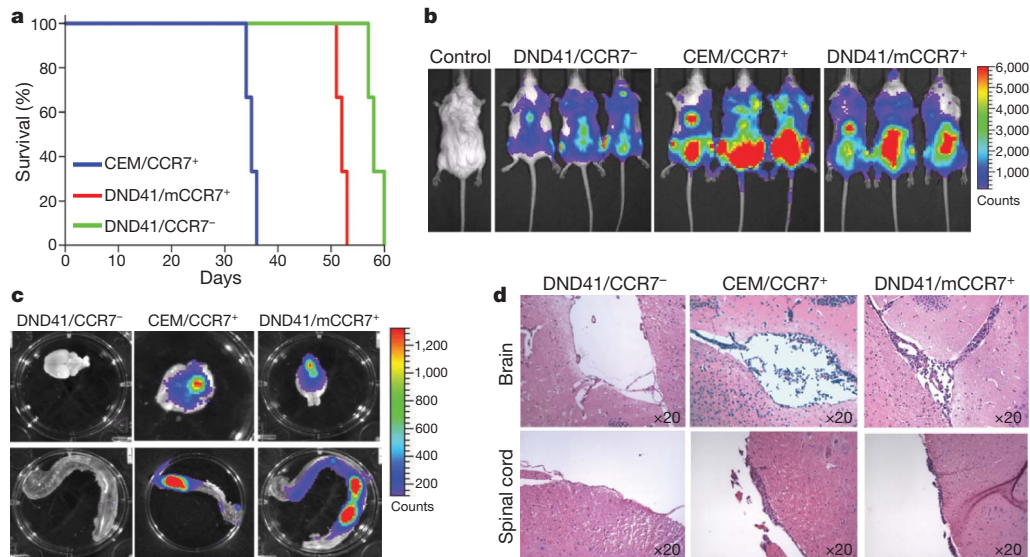 a
Survival (%)
100
80
60
40
20
0
CEM/CCR7⁺
DND41/mCCR7⁺
DND41/CCR7⁻
0 10 20 30 40 50 60
Days
b
Control DND41/CCR7⁻ CEM/CCR7⁺ DND41/mCCR7⁺
6,000
5,000
4,000
3,000
2,000
1,000
Counts
c
DND41/CCR7⁻ CEM/CCR7⁺ DND41/mCCR7⁺
1,200
1,000
800
600
400
200
Counts
d
DND41/CCR7⁻ CEM/CCR7⁺ DND41/mCCR7⁺
Brain
×20 ×20 ×20
Spinal cord
×20 ×20 ×20